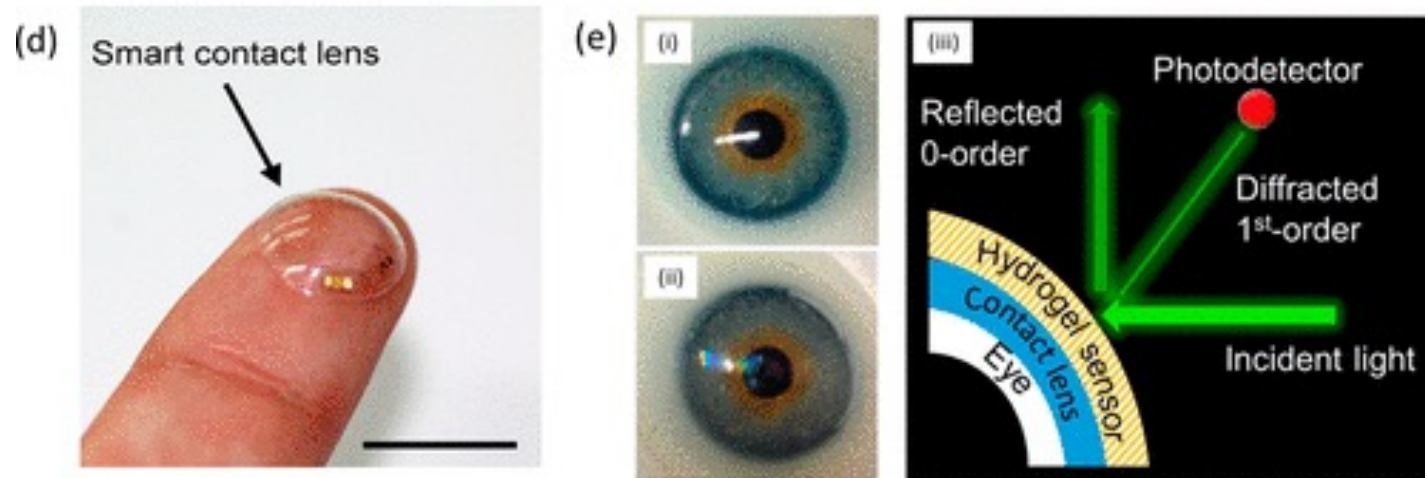 (d)
Smart contact lens
(e)
(i)
(ii)
(iii)
Photodetector
Reflected
0-order
Diffracted
1st-order
Incident light
Hydrogel sensor
Contact lens
Eye